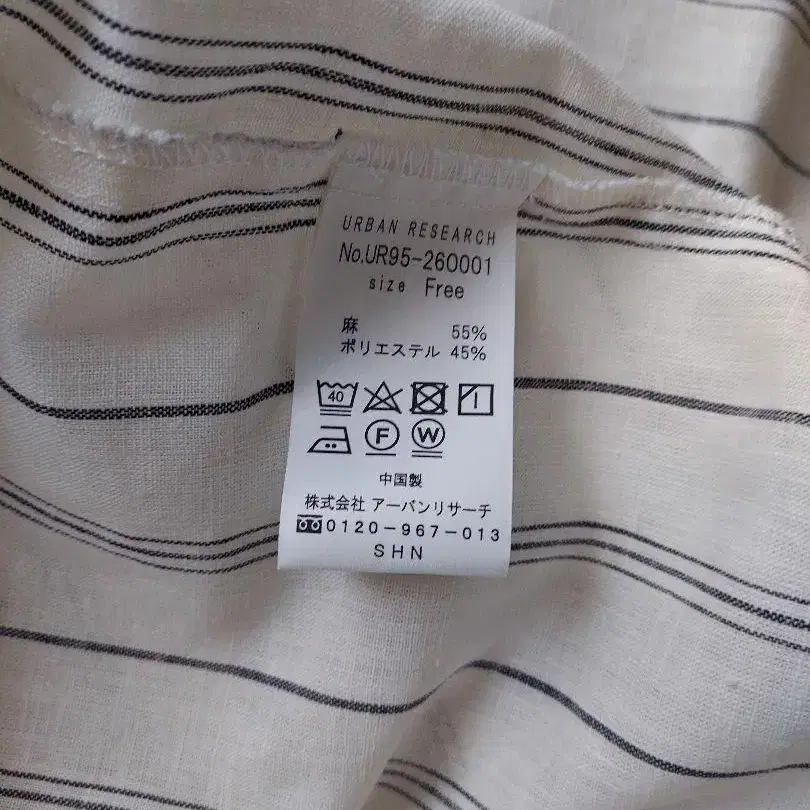 URBAN RESEARCH
No.UR95-260001
size Free
麻 55%
ポリエステル 45%
40
F W
中国製
株式会社 アーバンリサーチ
0120-967-013
SHN